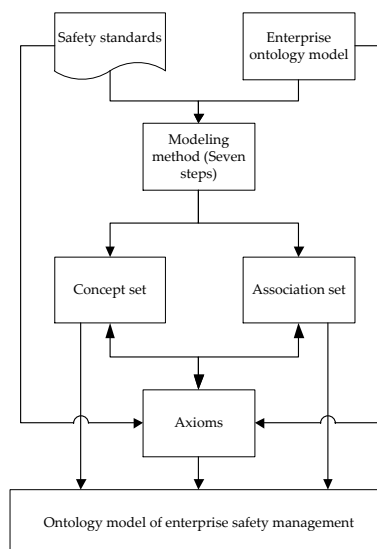 Safety standards
Enterprise
ontology model
Modeling
method (Seven
steps)
Concept set
Association set
Axioms
Ontology model of enterprise safety management